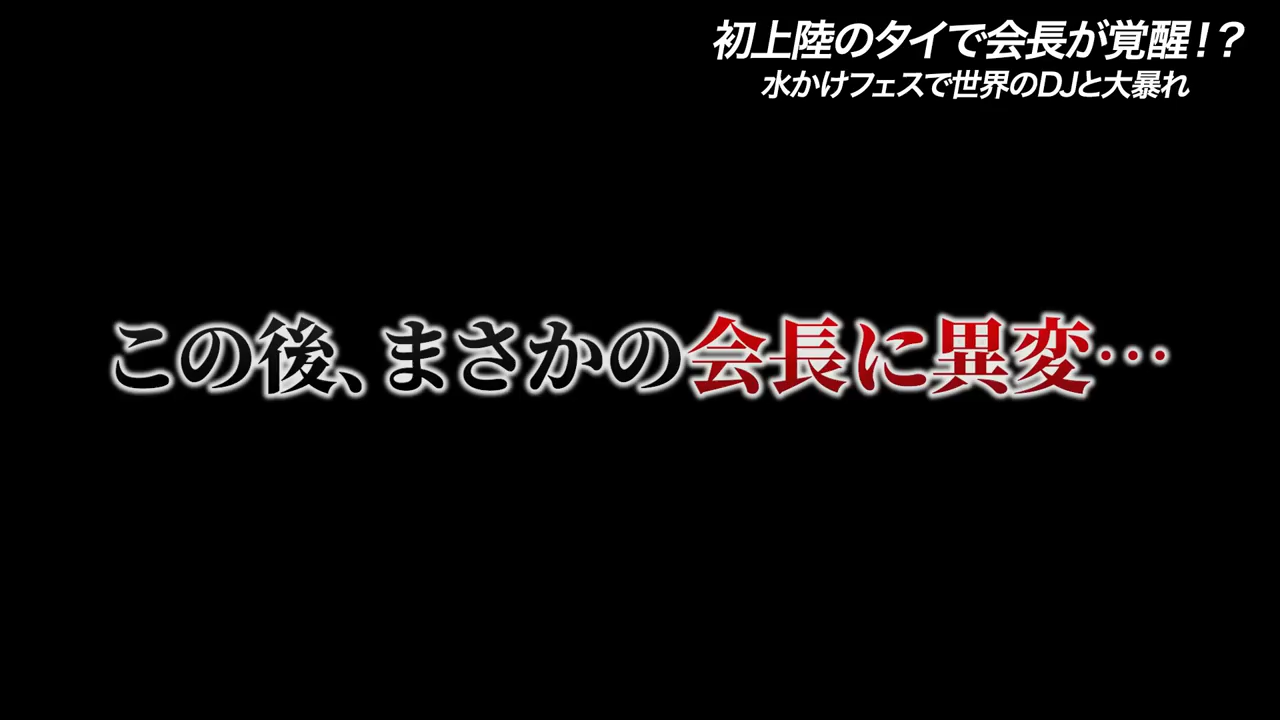 初上陸のタイで会長が覚醒！？
水かけフェスで世界のDJと大暴れ
この後、まさかの会長に異変…